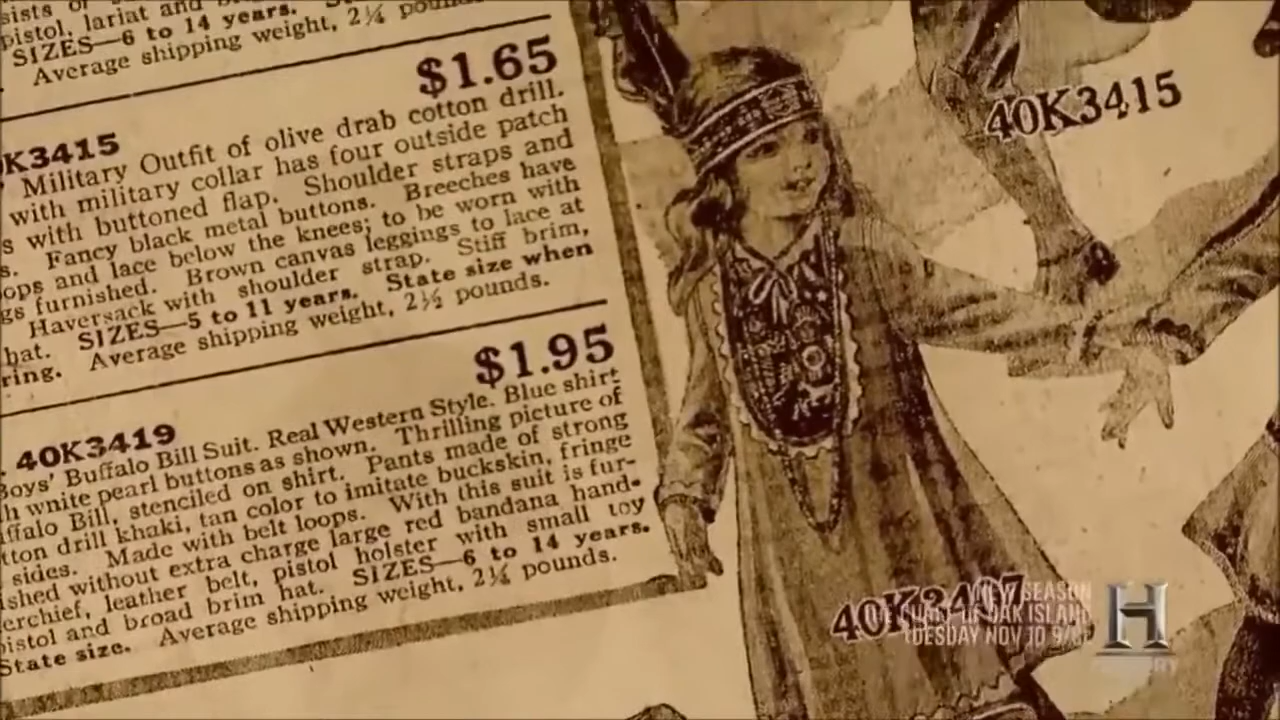 sists of
pistol, lariat and
SIZES—6 to 14 years.
Average shipping weight, 2¼ pounds.
$1.65
K3415
Military Outfit of olive drab cotton drill.
with military collar has four outside patch
s with buttoned flap. Shoulder straps and
s. Fancy black metal buttons. Breeches have
ops and lace below the knees; to be worn with
gs furnished. Brown canvas leggings to lace at
Haversack with shoulder strap. Stiff brim,
hat. SIZES—5 to 11 years. State size when
ring. Average shipping weight, 2½ pounds.
$1.95
40K3419
Boys' Buffalo Bill Suit. Real Western Style. Blue shirt
h white pearl buttons as shown. Thrilling picture of
uffalo Bill, stenciled on shirt. Pants made of strong
tton drill khaki, tan color to imitate buckskin, fringe
sides. Made with belt loops. With this suit is fur-
ished without extra charge large red bandana hand-
erchief, leather belt, pistol holster with small toy
pistol and broad brim hat. SIZES—6 to 14 years.
State size. Average shipping weight, 2¼ pounds.
40K3415
40K3407
NEW SEASON
OAK ISLAND
TUESDAY NOV 10 9/8
H